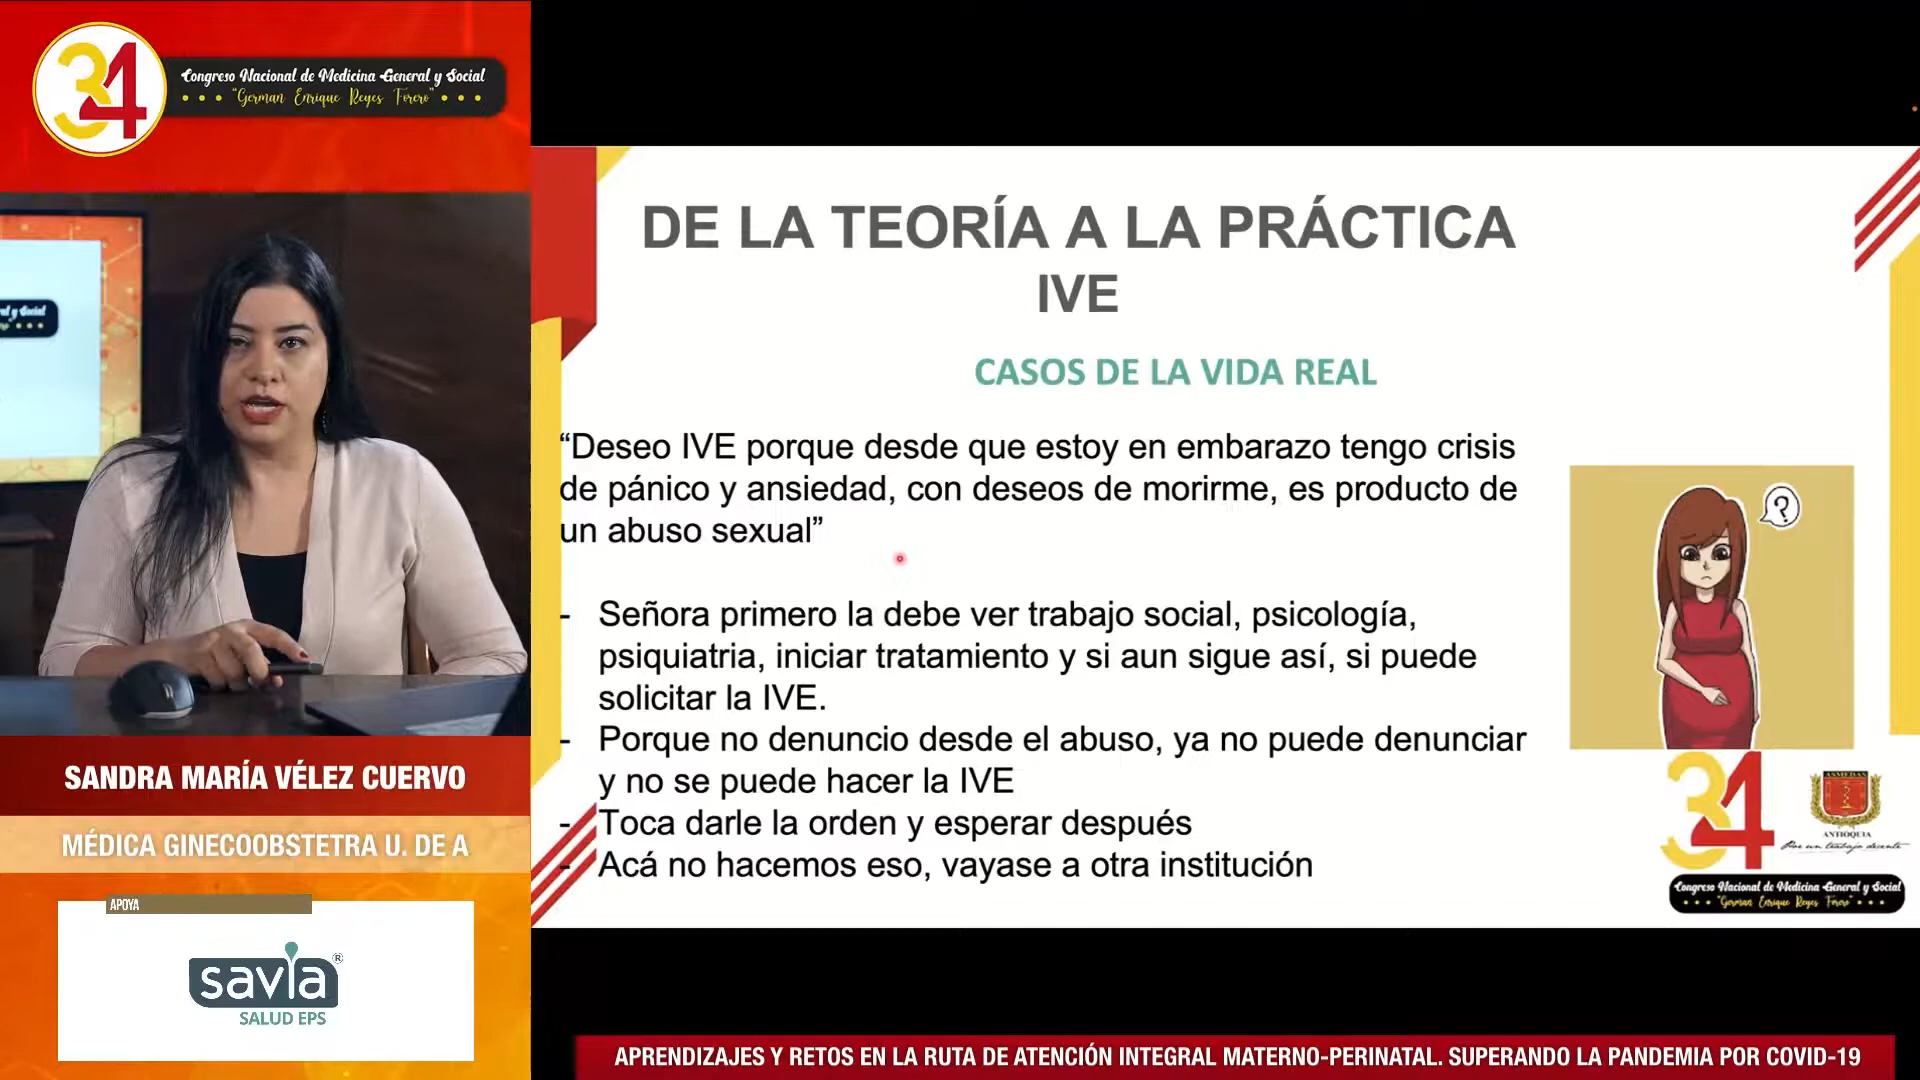 34
Congreso Nacional de Medicina General y Social
"German Enrique Reyes Forero"
al y Social
SANDRA MARÍA VÉLEZ CUERVO
MÉDICA GINECOOBSTETRA U. DE A
APOYA
savia
SALUD EPS
DE LA TEORÍA A LA PRÁCTICA
IVE
CASOS DE LA VIDA REAL
“Deseo IVE porque desde que estoy en embarazo tengo crisis
de pánico y ansiedad, con deseos de morirme, es producto de
un abuso sexual”
?
- Señora primero la debe ver trabajo social, psicología,
psiquiatria, iniciar tratamiento y si aun sigue así, si puede
solicitar la IVE.
- Porque no denuncio desde el abuso, ya no puede denunciar
y no se puede hacer la IVE
- Toca darle la orden y esperar después
- Acá no hacemos eso, vayase a otra institución
34
ASMEDAS
ANTIOQUIA
Por un trabajo decente
Congreso Nacional de Medicina General y Social
"German Enrique Reyes Forero"
APRENDIZAJES Y RETOS EN LA RUTA DE ATENCIÓN INTEGRAL MATERNO-PERINATAL. SUPERANDO LA PANDEMIA POR COVID-19